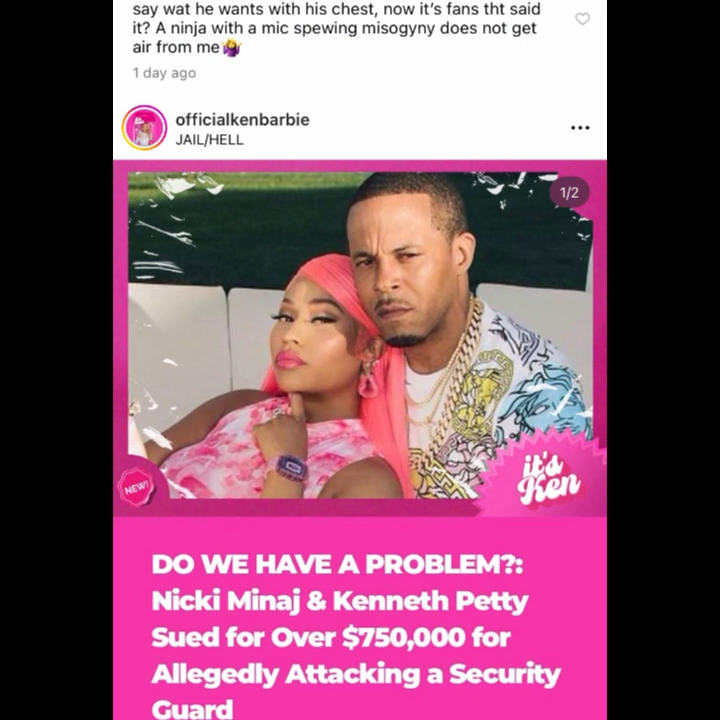 say wat he wants with his chest, now it's fans tht said
it? A ninja with a mic spewing misogyny does not get
air from me🤷‍♀️
1 day ago
officialkenbarbie
JAIL/HELL
1/2
it's
Ken
NEW!
DO WE HAVE A PROBLEM?:
Nicki Minaj & Kenneth Petty
Sued for Over $750,000 for
Allegedly Attacking a Security
Guard